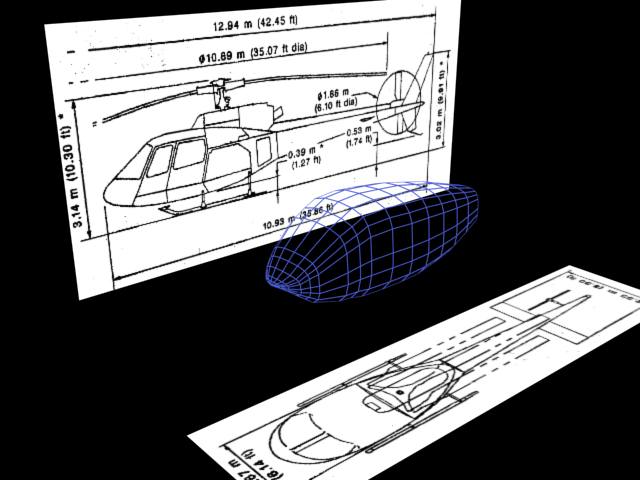 12.94 m (42.45 ft)
ø10.69 m (35.07 ft dia)
ø1.86 m
(6.10 ft dia)
3.14 m (10.30 ft) *
3.02 m (9.91 ft) *
0.53 m
(1.74 ft)
0.39 m *
(1.27 ft)
10.93 m (35.86 ft)
(6.14 ft)